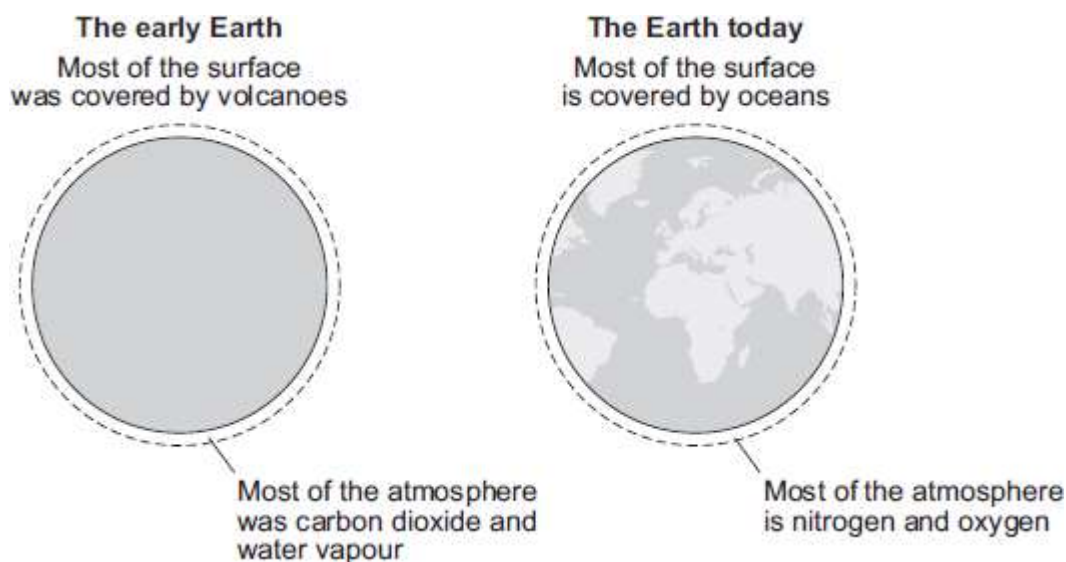 The early Earth
Most of the surface
was covered by volcanoes
Most of the atmosphere
was carbon dioxide and
water vapour
The Earth today
Most of the surface
is covered by oceans
Most of the atmosphere
is nitrogen and oxygen